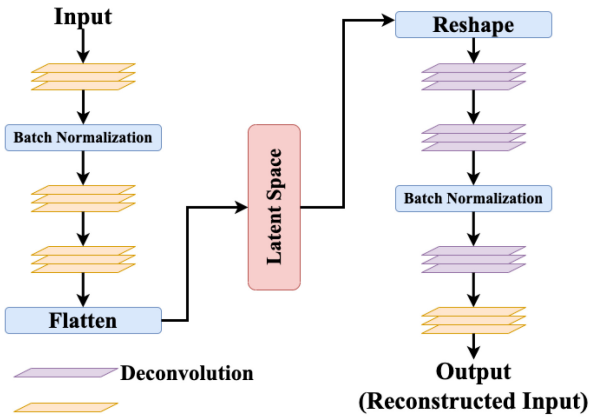 Input
Batch Normalization
Flatten
Latent Space
Reshape
Batch Normalization
Output
(Reconstructed Input)
Deconvolution